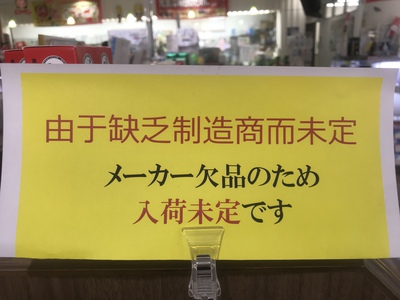 由于缺乏制造商而未定
メーカー欠品のため
入荷未定です